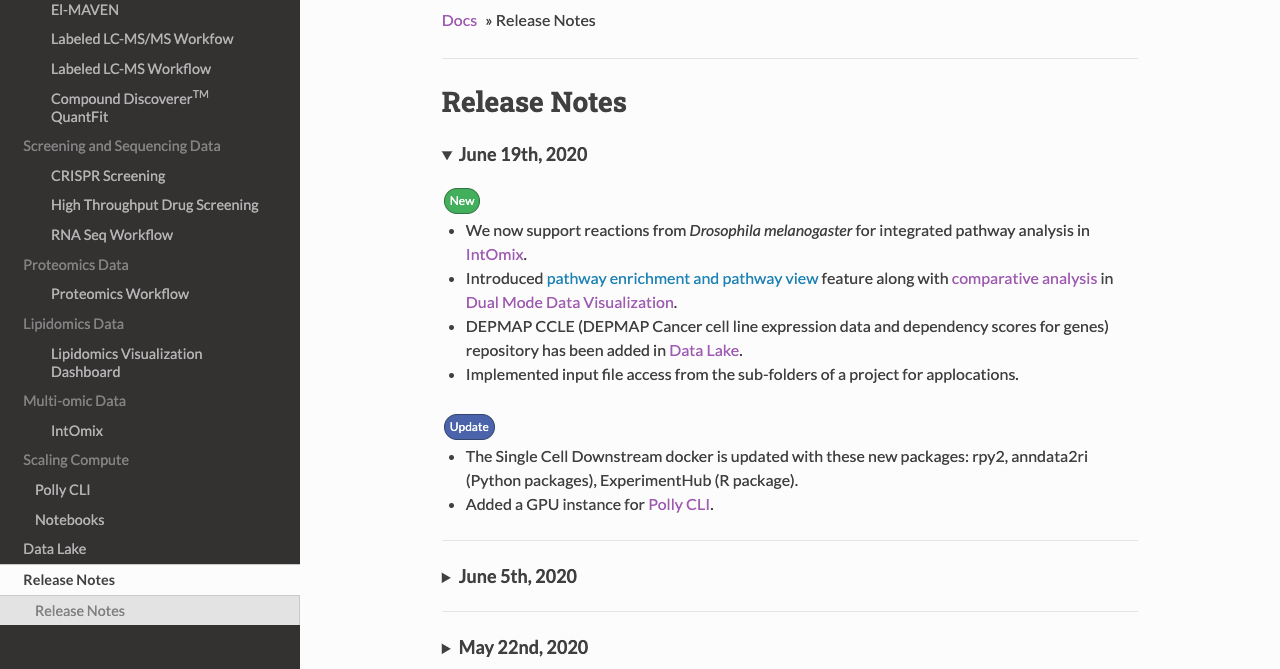 EI-MAVEN
Labeled LC-MS/MS Workfow
Labeled LC-MS Workflow
Compound Discoverer™
QuantFit
Screening and Sequencing Data
CRISPR Screening
High Throughput Drug Screening
RNA Seq Workflow
Proteomics Data
Proteomics Workflow
Lipidomics Data
Lipidomics Visualization
Dashboard
Multi-omic Data
IntOmix
Scaling Compute
Polly CLI
Notebooks
Data Lake
Release Notes
Release Notes
Docs » Release Notes
Release Notes
June 19th, 2020
New
We now support reactions from Drosophila melanogaster for integrated pathway analysis in
IntOmix.
Introduced pathway enrichment and pathway view feature along with comparative analysis in
Dual Mode Data Visualization.
DEPMAP CCLE (DEPMAP Cancer cell line expression data and dependency scores for genes)
repository has been added in Data Lake.
Implemented input file access from the sub-folders of a project for applocations.
Update
The Single Cell Downstream docker is updated with these new packages: rpy2, anndata2ri
(Python packages), ExperimentHub (R package).
Added a GPU instance for Polly CLI.
June 5th, 2020
May 22nd, 2020